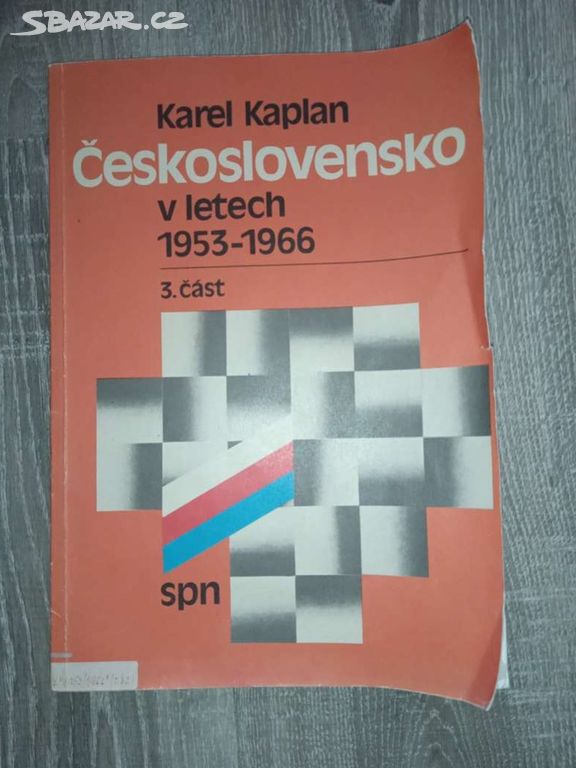 SBAZAR.CZ
Karel Kaplan
Československo
v letech
1953-1966
3. část
spn